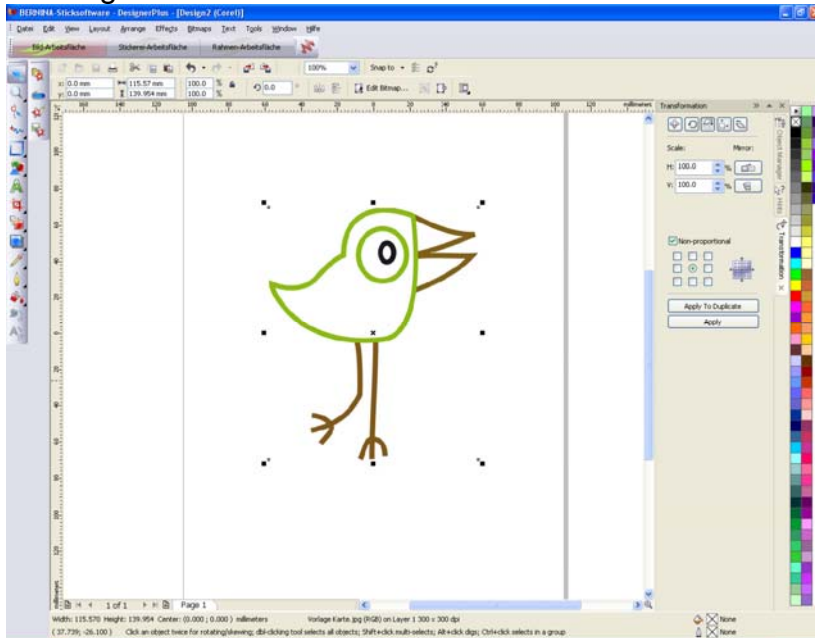 BERNINA-Sticksoftware - DesignerPlus - [Design2 (Corel)]
Datei Edit View Layout Arrange Effects Bitmaps Text Tools Window Hilfe
Bild-Arbeitsfläche Stickerei-Arbeitsfläche Rahmen-Arbeitsfläche
100% Snap to
x: 0.0 mm 115.57 mm 100.0 % 0.0 ° Edit Bitmap...
y: 0.0 mm 139.954 mm 100.0 %
millimeters
Transformation
Scale: Mirror:
H: 100.0 %
V: 100.0 %
Non-proportional
Apply To Duplicate
Apply
Object Manager
Hints
Transformation
millimeters
1 of 1 Page 1
Width: 115.570 Height: 139.954 Center: (0.000 ; 0.000 ) millimeters Vorlage Karte.jpg (RGB) on Layer 1 300 x 300 dpi None
( 37.739; -26.100 ) Click an object twice for rotating/skewing; dbl-clicking tool selects all objects; Shift+click multi-selects; Alt+click digs; Ctrl+click selects in a group None